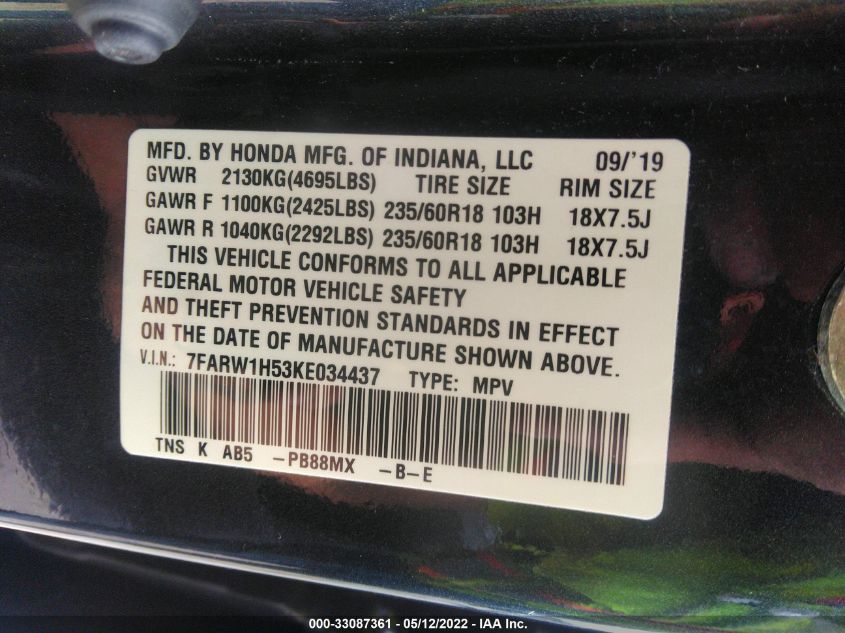 MFD. BY HONDA MFG. OF INDIANA, LLC 09/'19
GVWR 2130KG(4695LBS) TIRE SIZE RIM SIZE
GAWR F 1100KG(2425LBS) 235/60R18 103H 18X7.5J
GAWR R 1040KG(2292LBS) 235/60R18 103H 18X7.5J
THIS VEHICLE CONFORMS TO ALL APPLICABLE
FEDERAL MOTOR VEHICLE SAFETY
AND THEFT PREVENTION STANDARDS IN EFFECT
ON THE DATE OF MANUFACTURE SHOWN ABOVE.
V.I.N.: 7FARW1H53KE034437 TYPE: MPV
TNS K AB5 -PB88MX -B-E
000-33087361 - 05/12/2022 - IAA Inc.